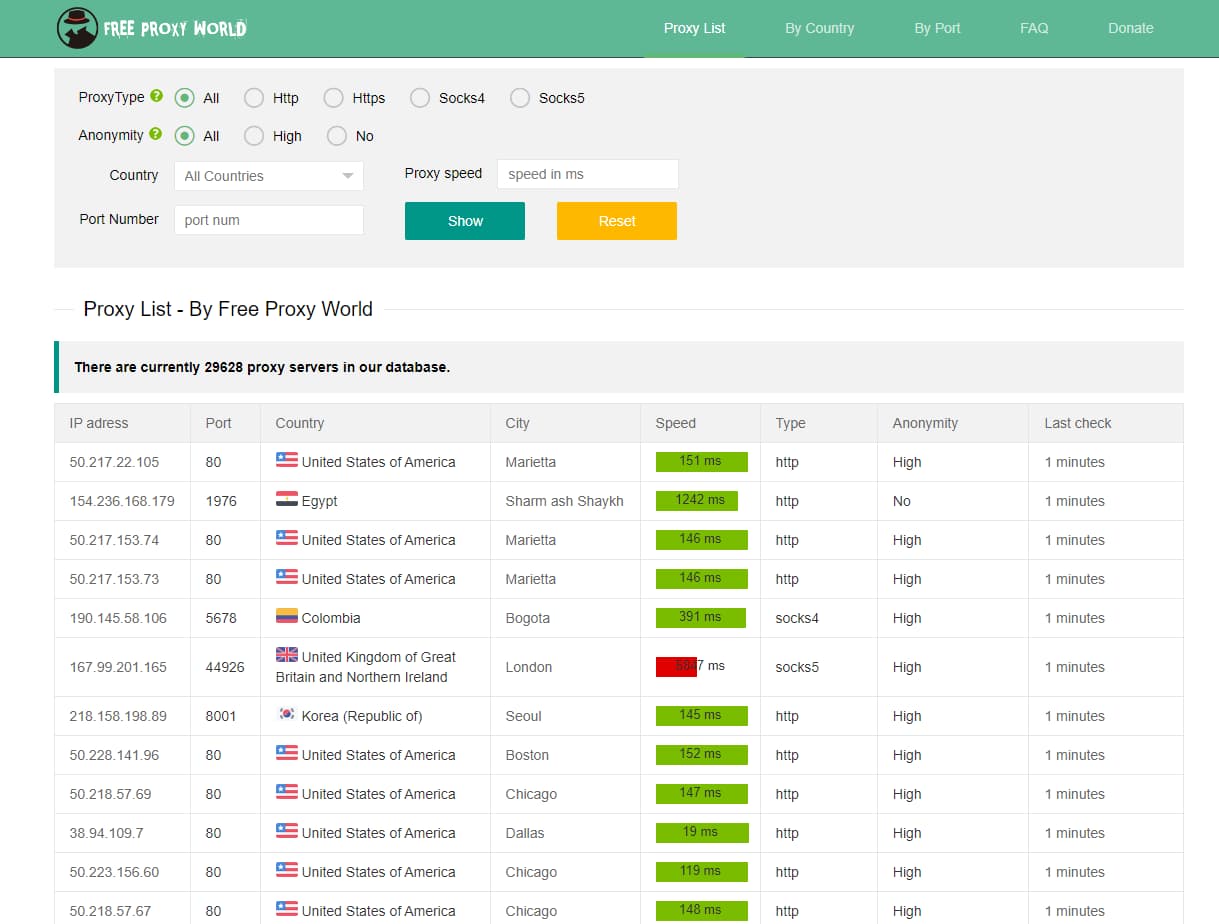 FREE PROXY WORLD
Proxy List By Country By Port FAQ Donate
ProxyType ? All Http Https Socks4 Socks5
Anonymity ? All High No
Country All Countries Proxy speed speed in ms
Port Number port num Show Reset
Proxy List - By Free Proxy World
There are currently 29628 proxy servers in our database.
IP adress Port Country City Speed Type Anonymity Last check
50.217.22.105 80 United States of America Marietta 151 ms http High 1 minutes
154.236.168.179 1976 Egypt Sharm ash Shaykh 1242 ms http No 1 minutes
50.217.153.74 80 United States of America Marietta 146 ms http High 1 minutes
50.217.153.73 80 United States of America Marietta 146 ms http High 1 minutes
190.145.58.106 5678 Colombia Bogota 391 ms socks4 High 1 minutes
167.99.201.165 44926 United Kingdom of Great
Britain and Northern Ireland London 5847 ms socks5 High 1 minutes
218.158.198.89 8001 Korea (Republic of) Seoul 145 ms http High 1 minutes
50.228.141.96 80 United States of America Boston 152 ms http High 1 minutes
50.218.57.69 80 United States of America Chicago 147 ms http High 1 minutes
38.94.109.7 80 United States of America Dallas 19 ms http High 1 minutes
50.223.156.60 80 United States of America Chicago 119 ms http High 1 minutes
50.218.57.67 80 United States of America Chicago 148 ms http High 1 minutes